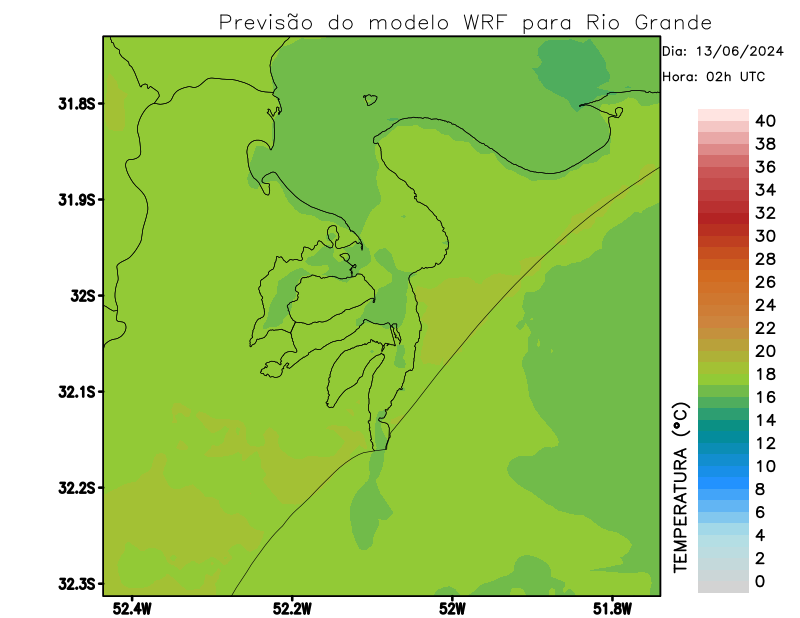 Previsão do modelo WRF para Rio Grande
Dia: 13/06/2024
Hora: 02h UTC
31.8S
31.9S
32S
32.1S
32.2S
32.3S
52.4W
52.2W
52W
51.8W
40
38
36
34
32
30
28
26
24
22
20
18
16
14
12
10
8
6
4
2
0
TEMPERATURA (°C)